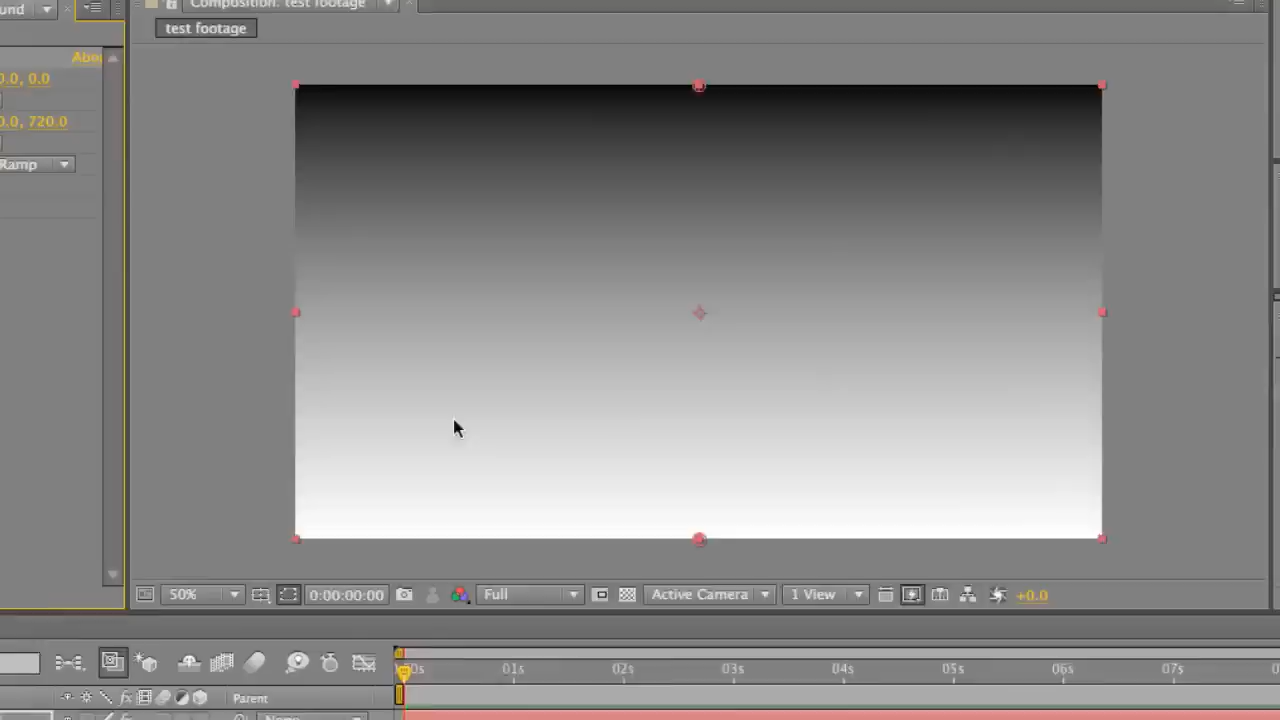 Composition: test footage
test footage
0.0, 0.0
0.0, 720.0
Ramp
50%
0:00:00:00
Full
Active Camera
1 View
+0.0
01s
02s
03s
04s
05s
06s
07s
fx
Parent